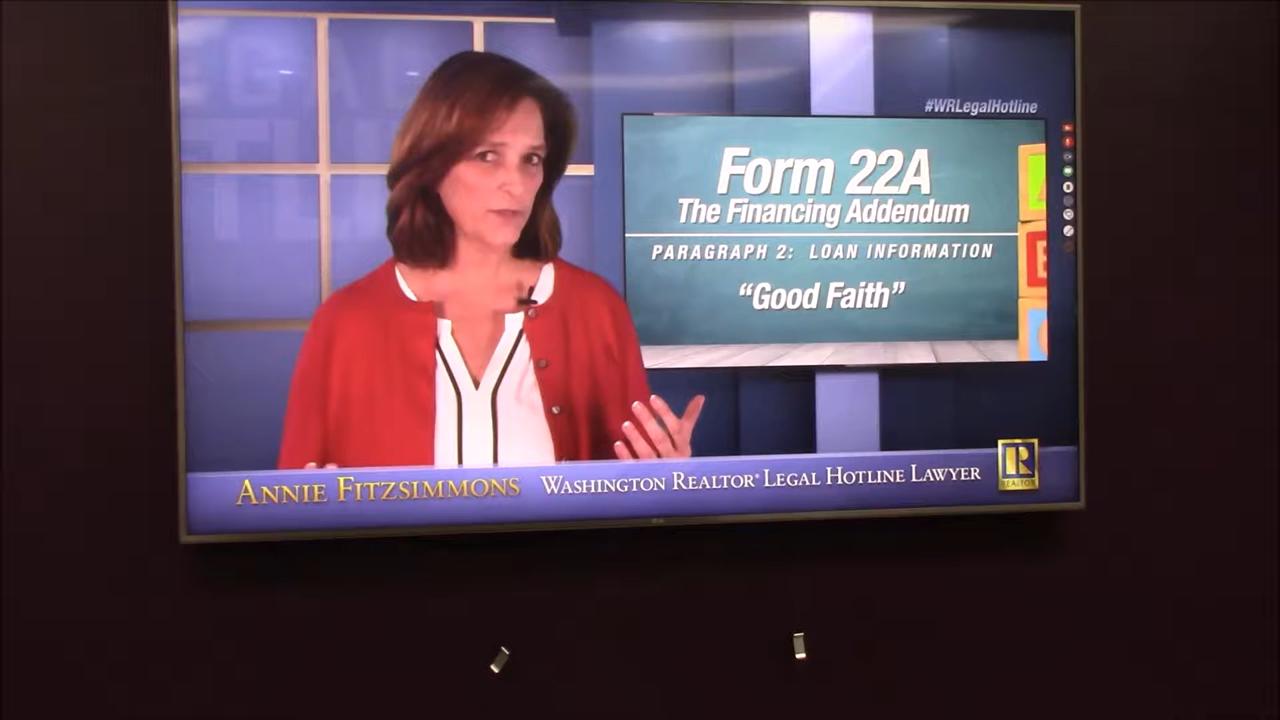 #WRLegalHotline
Form 22A
The Financing Addendum
PARAGRAPH 2: LOAN INFORMATION
“Good Faith”
ANNIE FITZSIMMONS WASHINGTON REALTOR® LEGAL HOTLINE LAWYER
R
REALTOR